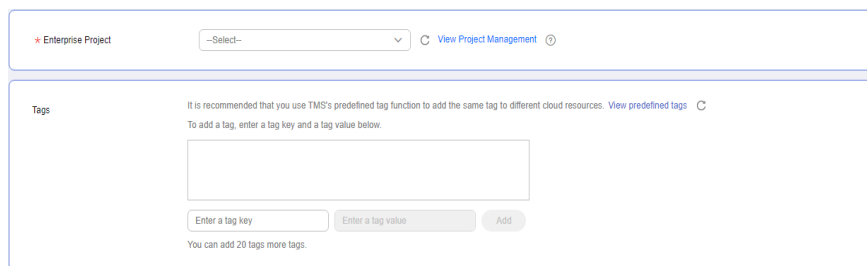 * Enterprise Project --Select-- View Project Management ?
Tags It is recommended that you use TMS's predefined tag function to add the same tag to different cloud resources. View predefined tags
To add a tag, enter a tag key and a tag value below.
Enter a tag key Enter a tag value Add
You can add 20 tags more tags.